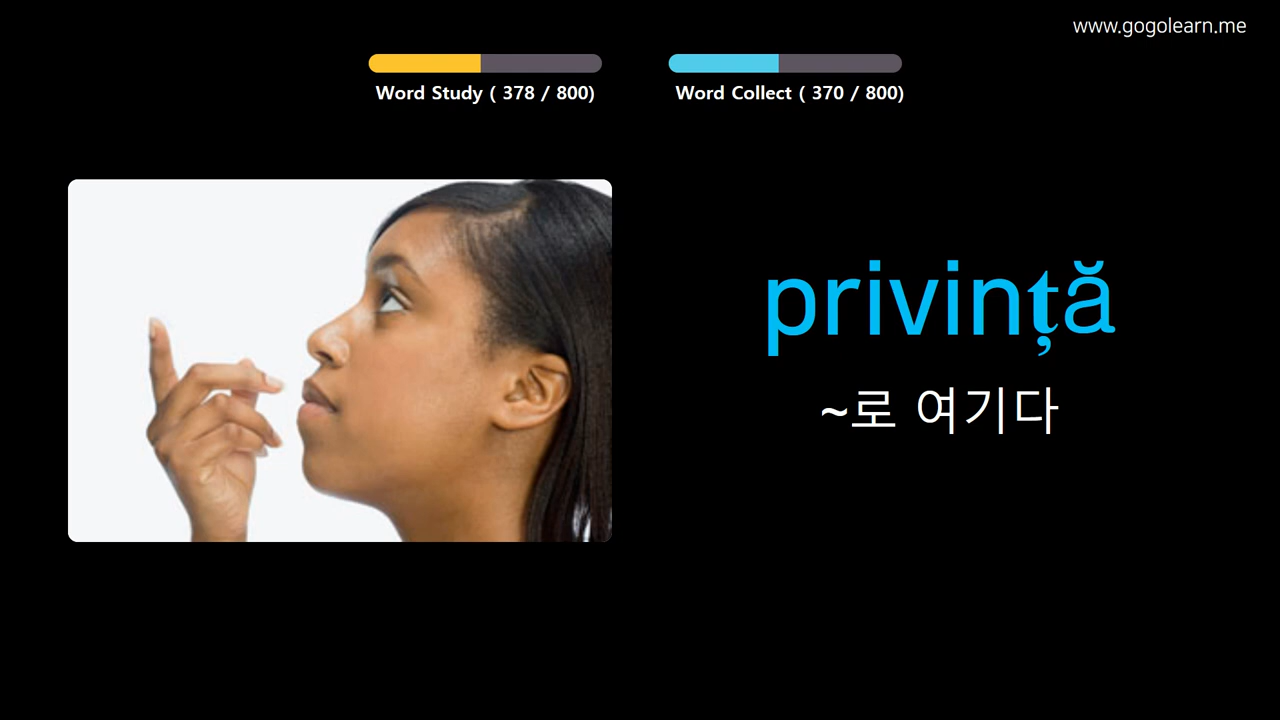 www.gogolearn.me
Word Study ( 378 / 800)
Word Collect ( 370 / 800)
privință
~로 여기다